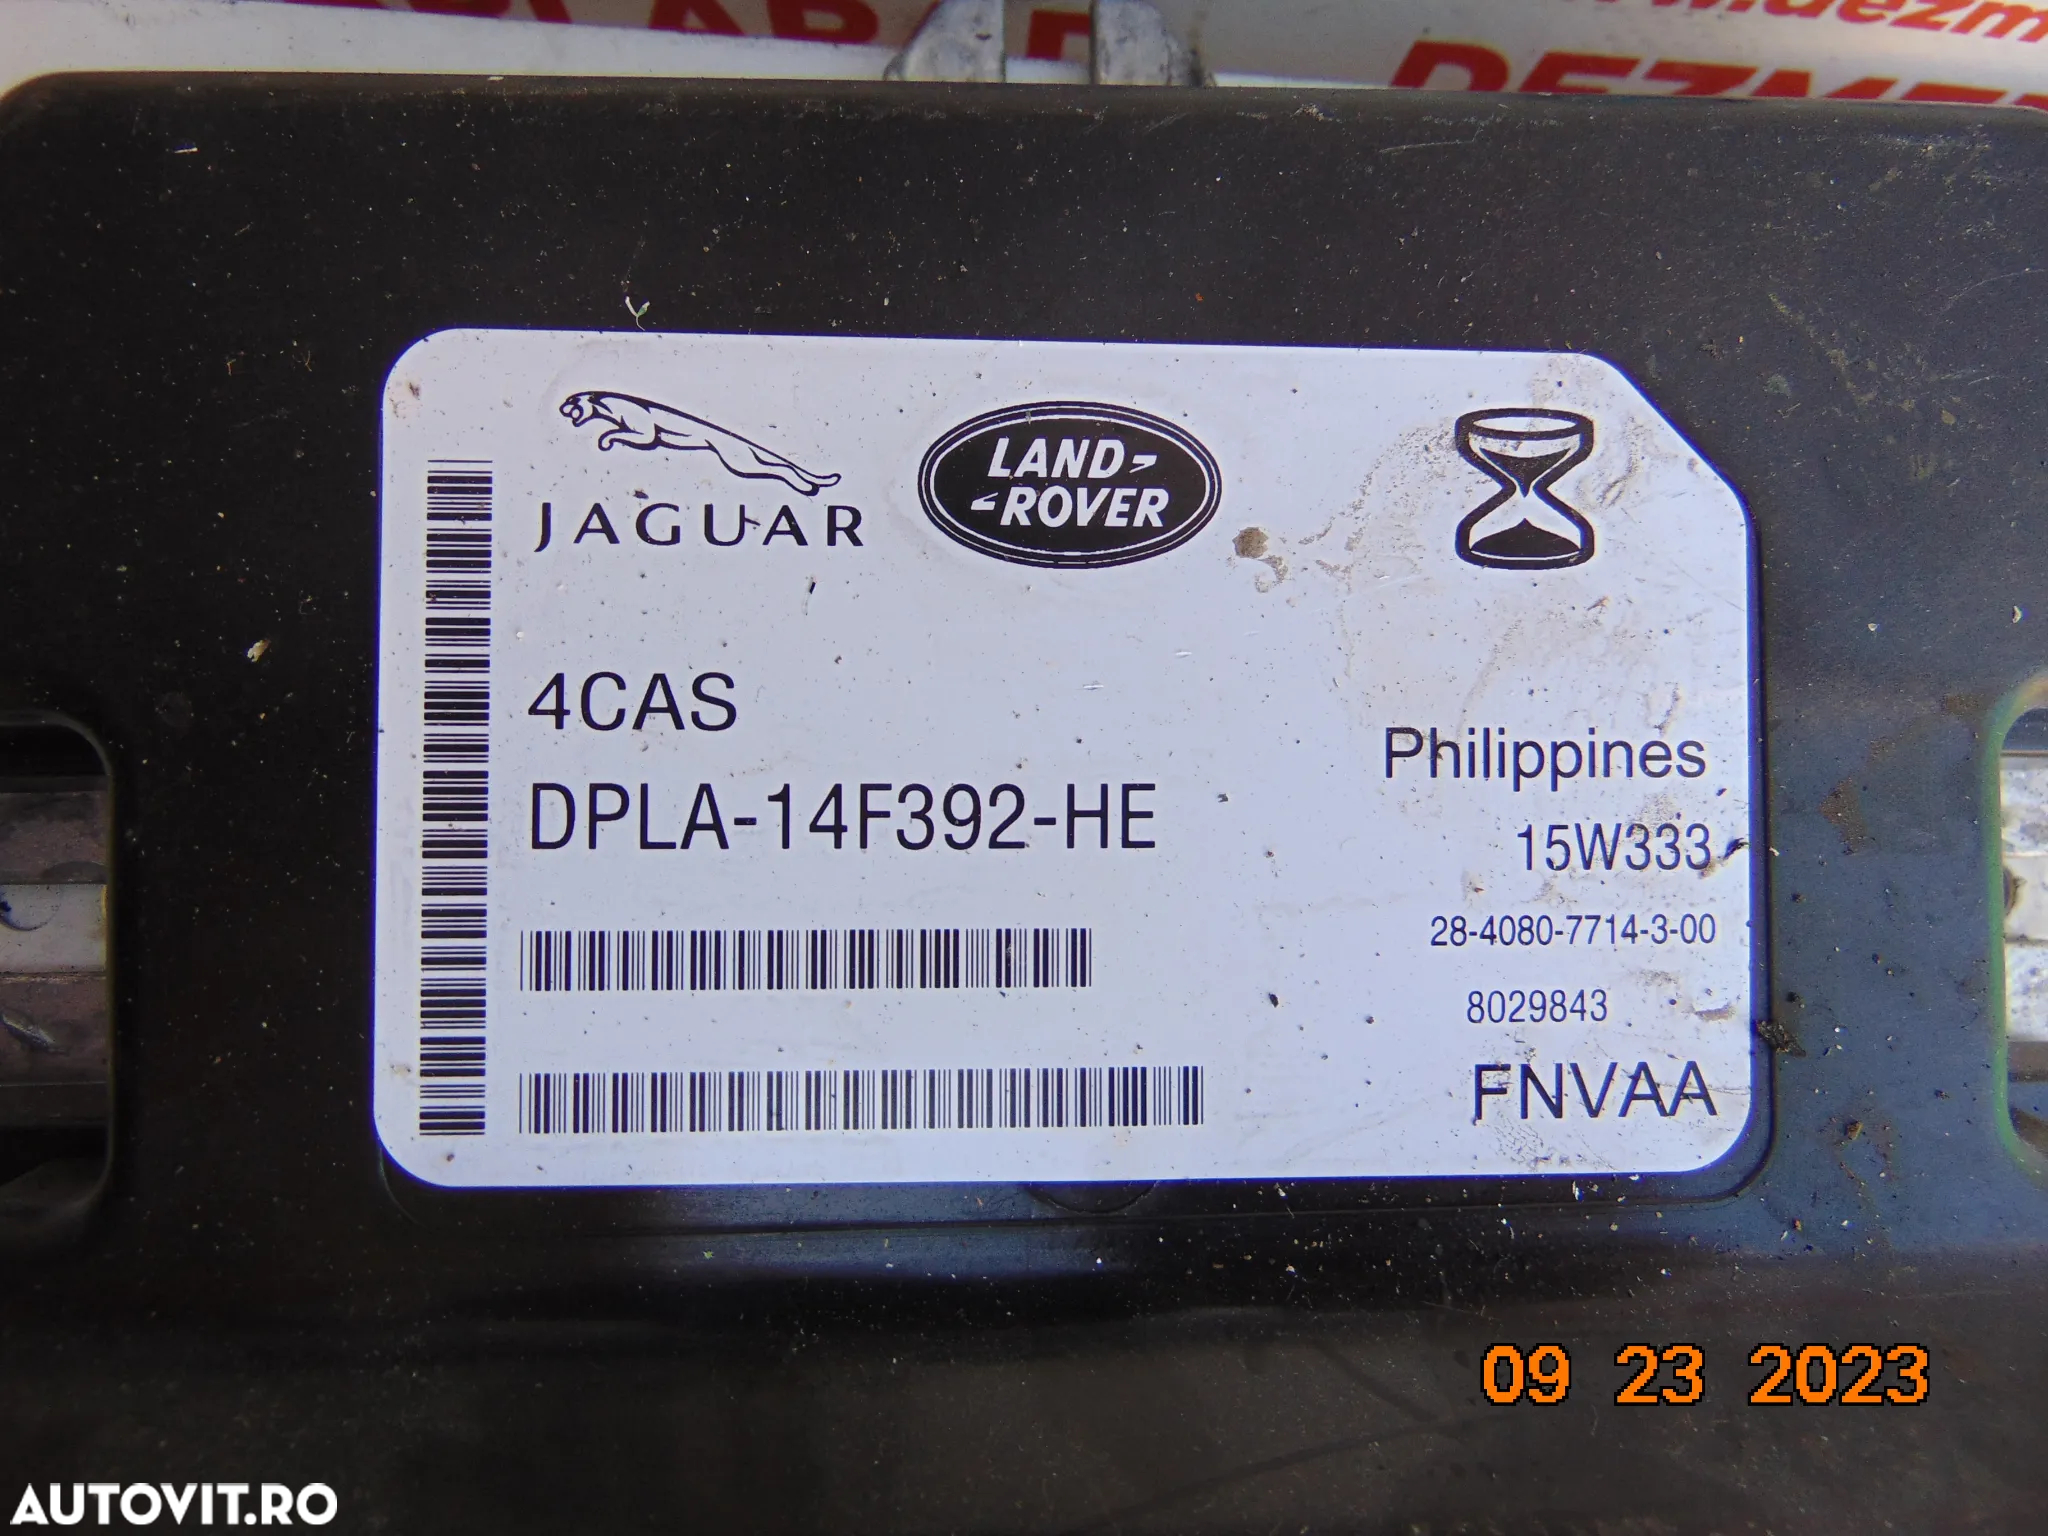 JAGUAR
LAND-
-ROVER
4CAS
DPLA-14F392-HE
Philippines
15W333
28-4080-7714-3-00
8029843
FNVAA
09 23 2023
AUTOVIT.RO